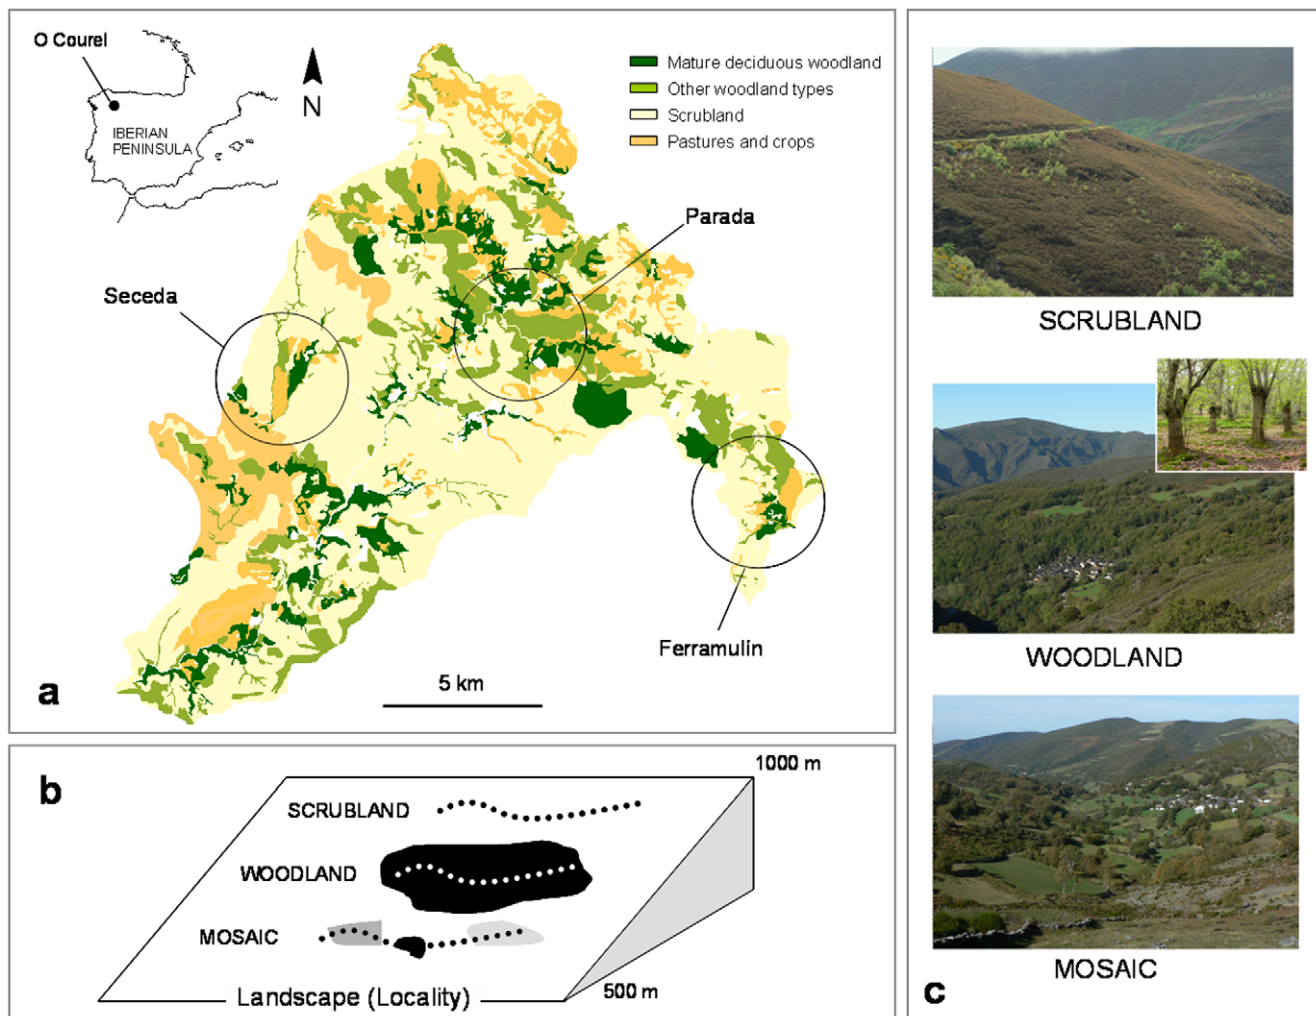 O Courel
IBERIAN
PENINSULA
N
Mature deciduous woodland
Other woodland types
Scrubland
Pastures and crops
Parada
Seceda
Ferramulín
5 km
a
b
1000 m
SCRUBLAND
WOODLAND
MOSAIC
500 m
Landscape (Locality)
SCRUBLAND
WOODLAND
MOSAIC
c